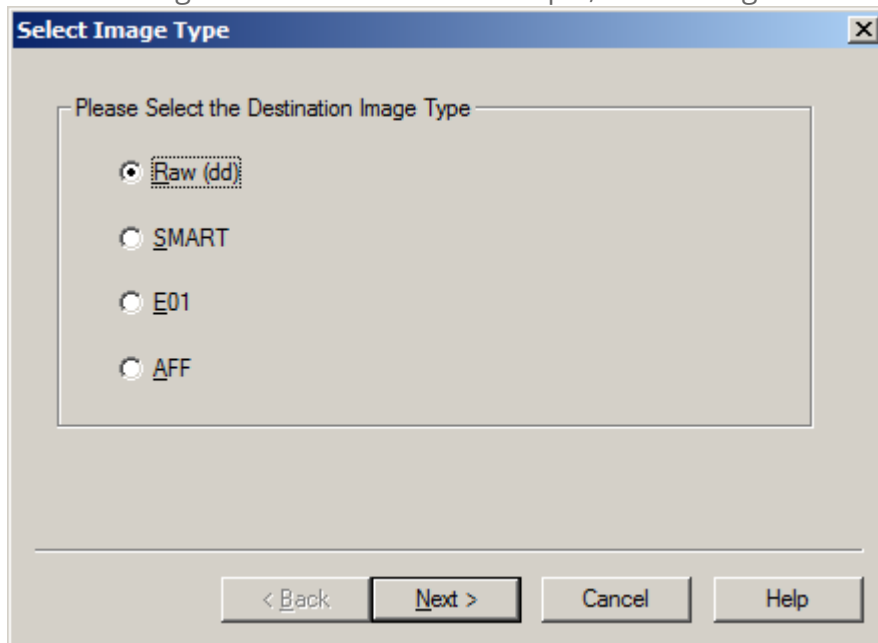 Select Image Type
Please Select the Destination Image Type
Raw (dd)
SMART
E01
AFF
< Back Next > Cancel Help